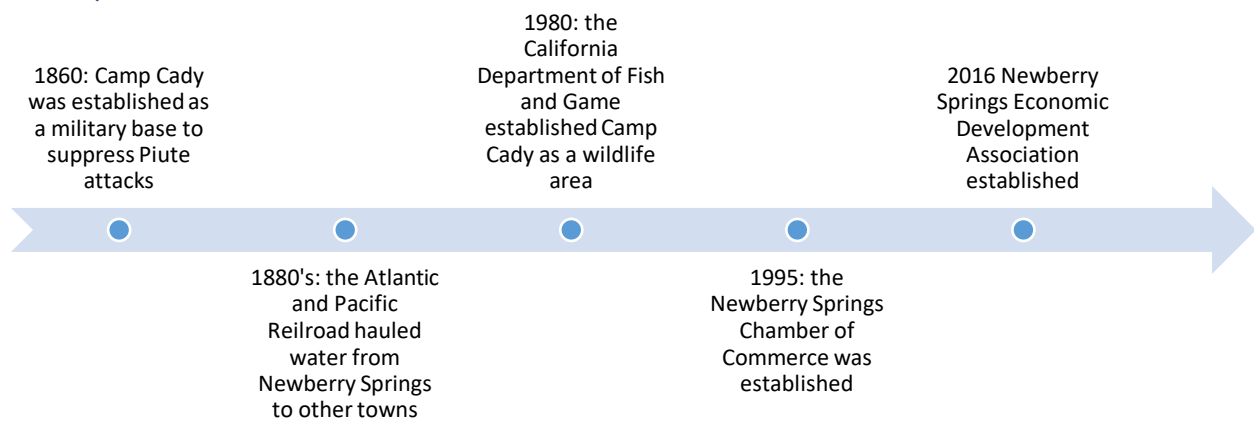 1860: Camp Cady
was established as
a military base to
suppress Piute
attacks
1880's: the Atlantic
and Pacific
Reilroad hauled
water from
Newberry Springs
to other towns
1980: the
California
Department of Fish
and Game
established Camp
Cady as a wildlife
area
1995: the
Newberry Springs
Chamber of
Commerce was
established
2016 Newberry
Springs Economic
Development
Association
established